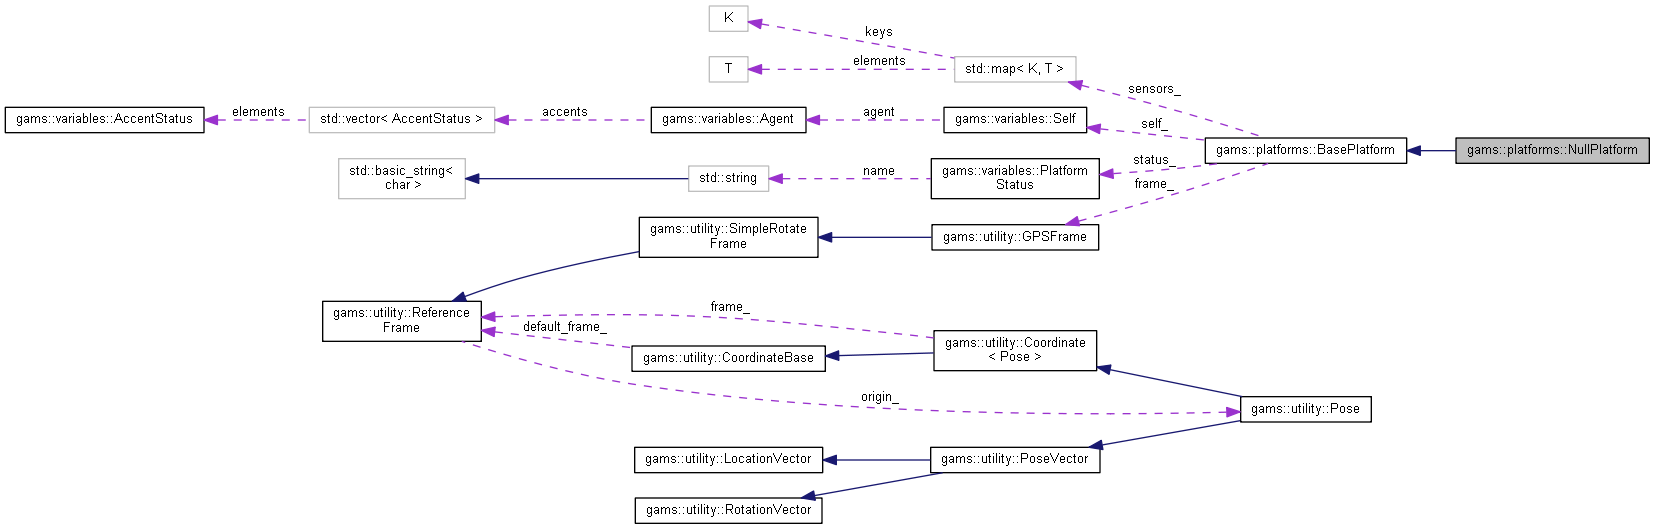 K
keys
T
elements
std::map< K, T >
sensors_
gams::variables::AccentStatus
elements
std::vector< AccentStatus >
accents
gams::variables::Agent
agent
gams::variables::Self
self_
gams::platforms::BasePlatform
gams::platforms::NullPlatform
std::basic_string<
char >
std::string
name
gams::variables::Platform
Status
status_
frame_
gams::utility::SimpleRotate
Frame
gams::utility::GPSFrame
gams::utility::Reference
Frame
frame_
default_frame_
gams::utility::CoordinateBase
gams::utility::Coordinate
< Pose >
origin_
gams::utility::Pose
gams::utility::LocationVector
gams::utility::PoseVector
gams::utility::RotationVector